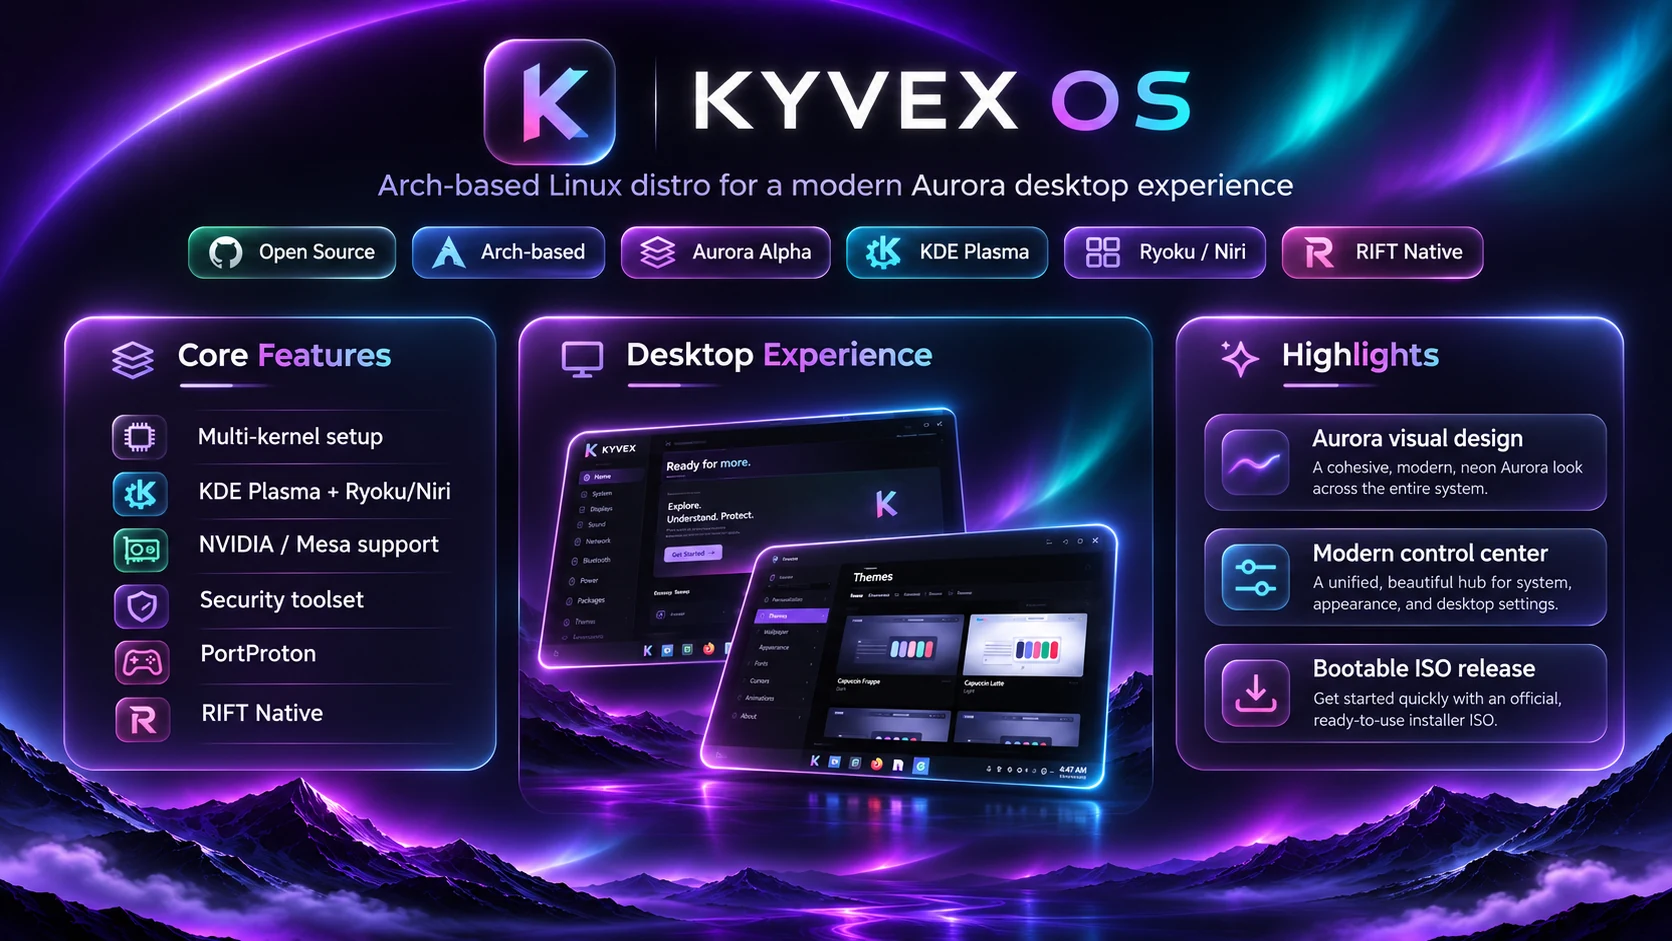 K
KYVEX OS
Arch-based Linux distro for a modern Aurora desktop experience
Open Source
Arch-based
Aurora Alpha
KDE Plasma
Ryoku / Niri
RIFT Native
Core Features
Multi-kernel setup
KDE Plasma + Ryoku/Niri
NVIDIA / Mesa support
Security toolset
PortProton
RIFT Native
Desktop Experience
KYVEX
Home
System
Displays
Sound
Network
Bluetooth
Power
Packages
Themes
Ready for more.
Explore.
Understand. Protect.
Get Started →
Themes
Themes
Wallpaper
Appearance
Fonts
Cursors
Animations
About
Capuccin Frappe
Dark
Capuccin Latte
Light
4:47 AM
Highlights
Aurora visual design
A cohesive, modern, neon Aurora look
across the entire system.
Modern control center
A unified, beautiful hub for system,
appearance, and desktop settings.
Bootable ISO release
Get started quickly with an official,
ready-to-use installer ISO.